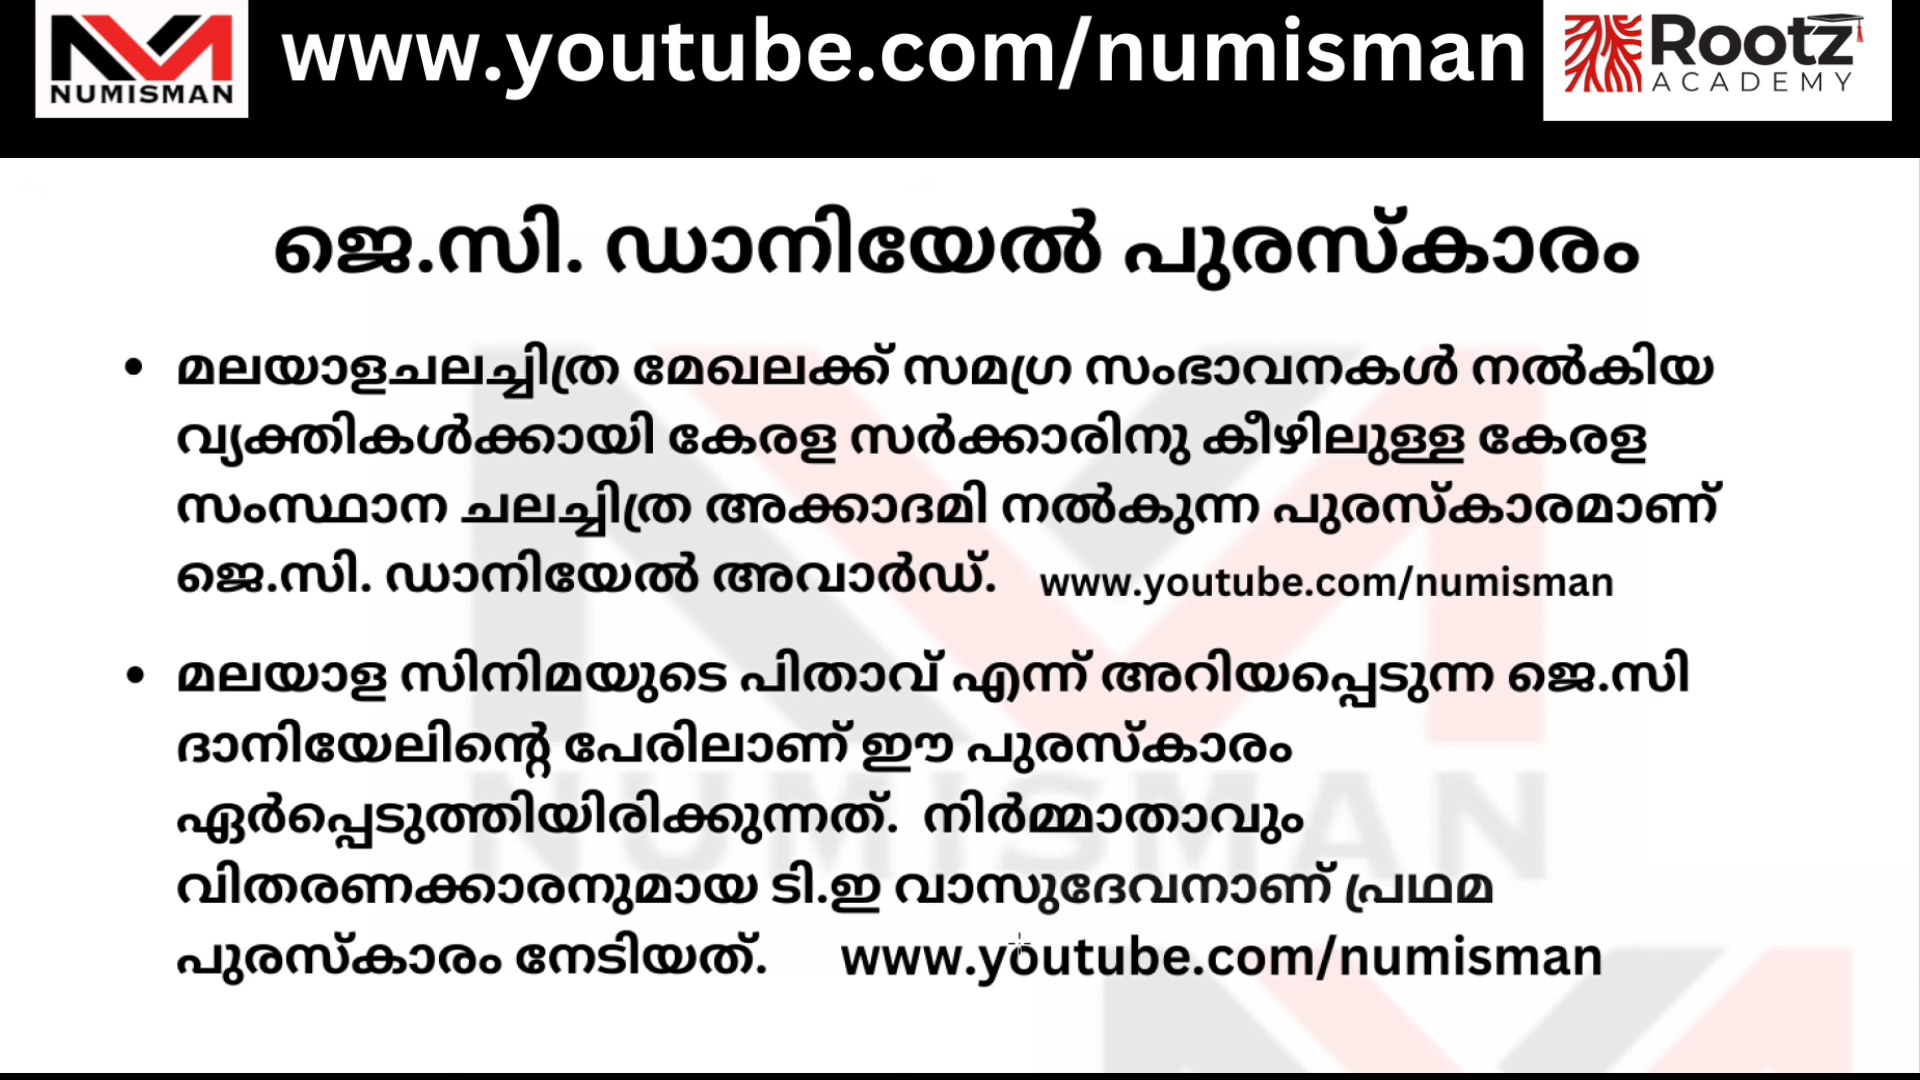 NUMISMAN
www.youtube.com/numisman
Rootz
ACADEMY
ജെ.സി. ഡാനിയേൽ പുരസ്കാരം
• മലയാളചലച്ചിത്ര മേഖലക്ക് സമഗ്ര സംഭാവനകൾ നൽകിയ
വ്യക്തികൾക്കായി കേരള സർക്കാരിനു കീഴിലുള്ള കേരള
സംസ്ഥാന ചലച്ചിത്ര അക്കാദമി നൽകുന്ന പുരസ്കാരമാണ്
ജെ.സി. ഡാനിയേൽ അവാർഡ്. www.youtube.com/numisman
• മലയാള സിനിമയുടെ പിതാവ് എന്ന് അറിയപ്പെടുന്ന ജെ.സി
ദാനിയേലിന്റെ പേരിലാണ് ഈ പുരസ്കാരം
ഏർപ്പെടുത്തിയിരിക്കുന്നത്. നിർമ്മാതാവും
വിതരണക്കാരനുമായ ടി.ഇ വാസുദേവനാണ് പ്രഥമ
പുരസ്കാരം നേടിയത്. www.youtube.com/numisman
NUMISMAN